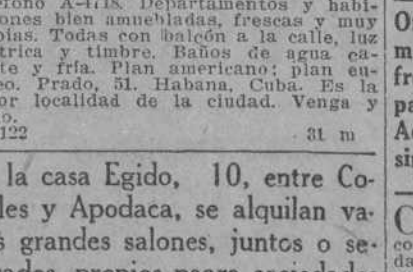 éfono A-4718. Departamentos y habi-
iones bien amuebladas, frescas y muy
pias. Todas con balcón a la calle, luz
trica y timbre. Baños de agua ca-
te y fría. Plan americano; plan eu-
eo. Prado, 51. Habana, Cuba. Es la
or localidad de la ciudad. Venga y
o.
122 31 m
la casa Egido, 10, entre Co-
les y Apodaca, se alquilan va-
s grandes salones, juntos o se-